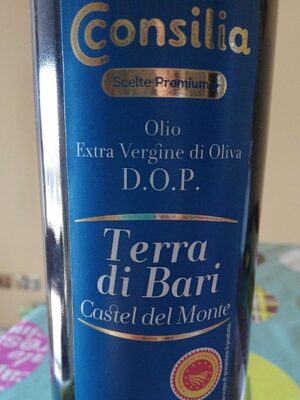 Consilia
Scelte Premium
Olio
Extra Vergine di Oliva
D.O.P.
Terra
di Bari
Castel del Monte